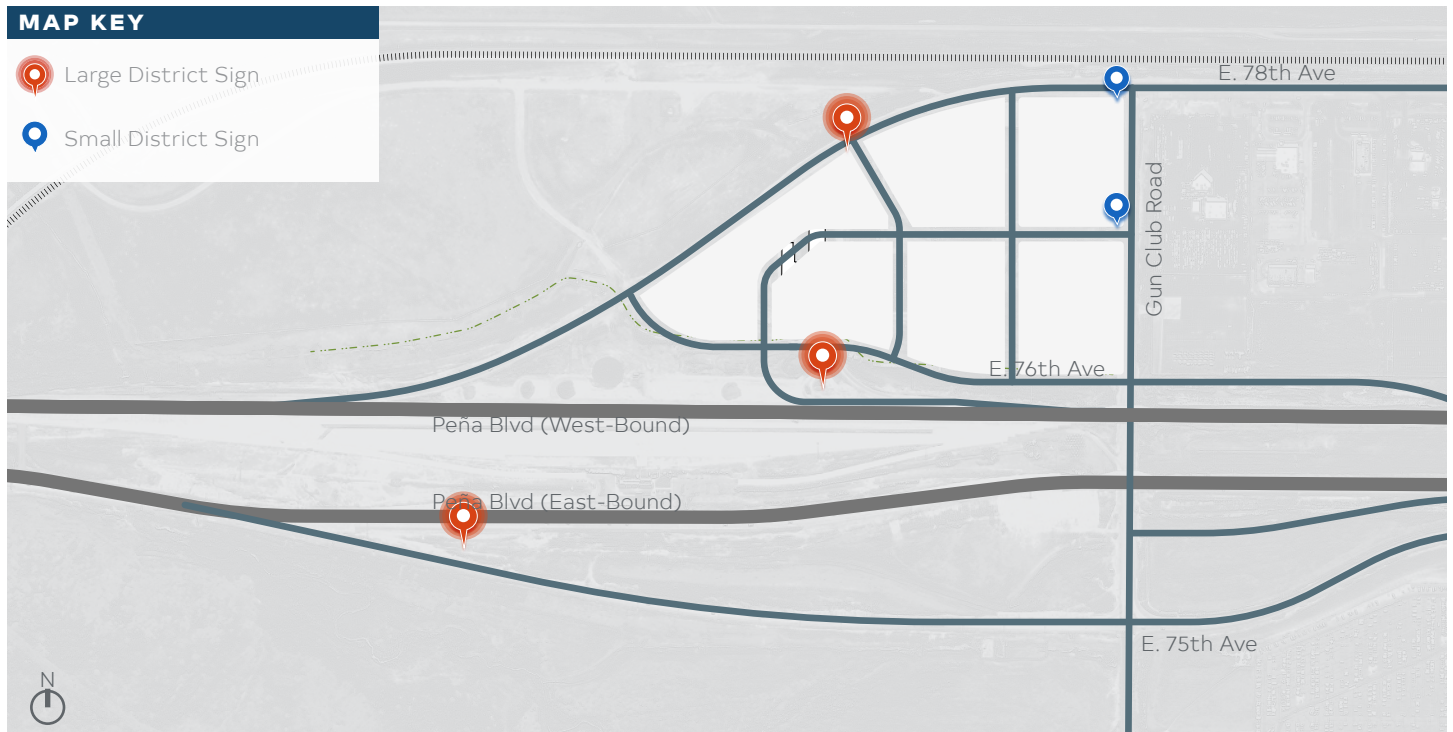 MAP KEY
Large District Sign
Small District Sign
E. 78th Ave
Gun Club Road
E. 76th Ave
Peña Blvd (West-Bound)
Peña Blvd (East-Bound)
E. 75th Ave
N